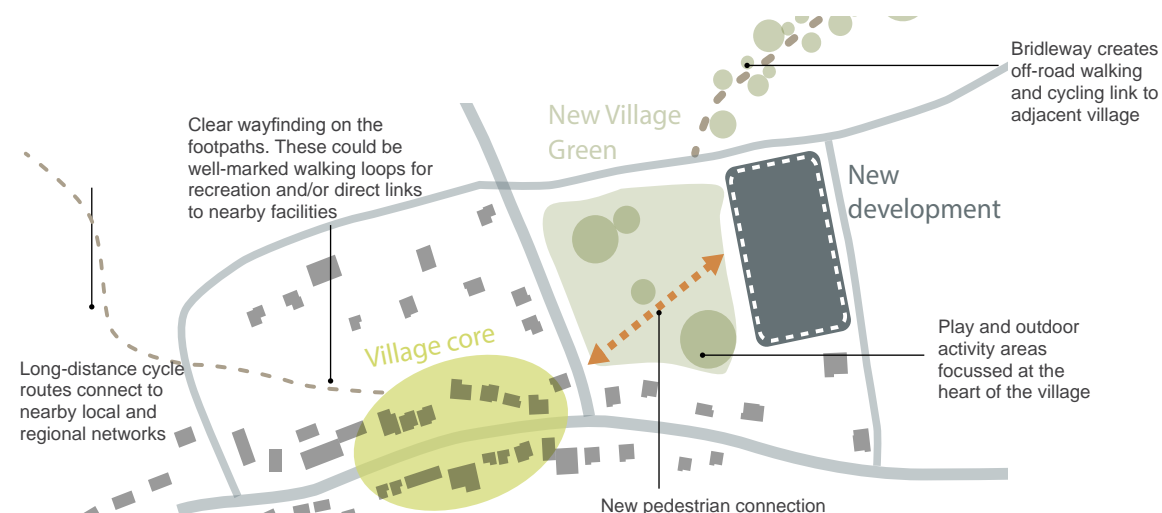 Bridleway creates
off-road walking
and cycling link to
adjacent village
New Village
Green
Clear wayfinding on the
footpaths. These could be
well-marked walking loops for
recreation and/or direct links
to nearby facilities
New
development
Village core
Play and outdoor
activity areas
focussed at the
heart of the village
Long-distance cycle
routes connect to
nearby local and
regional networks
New pedestrian connection